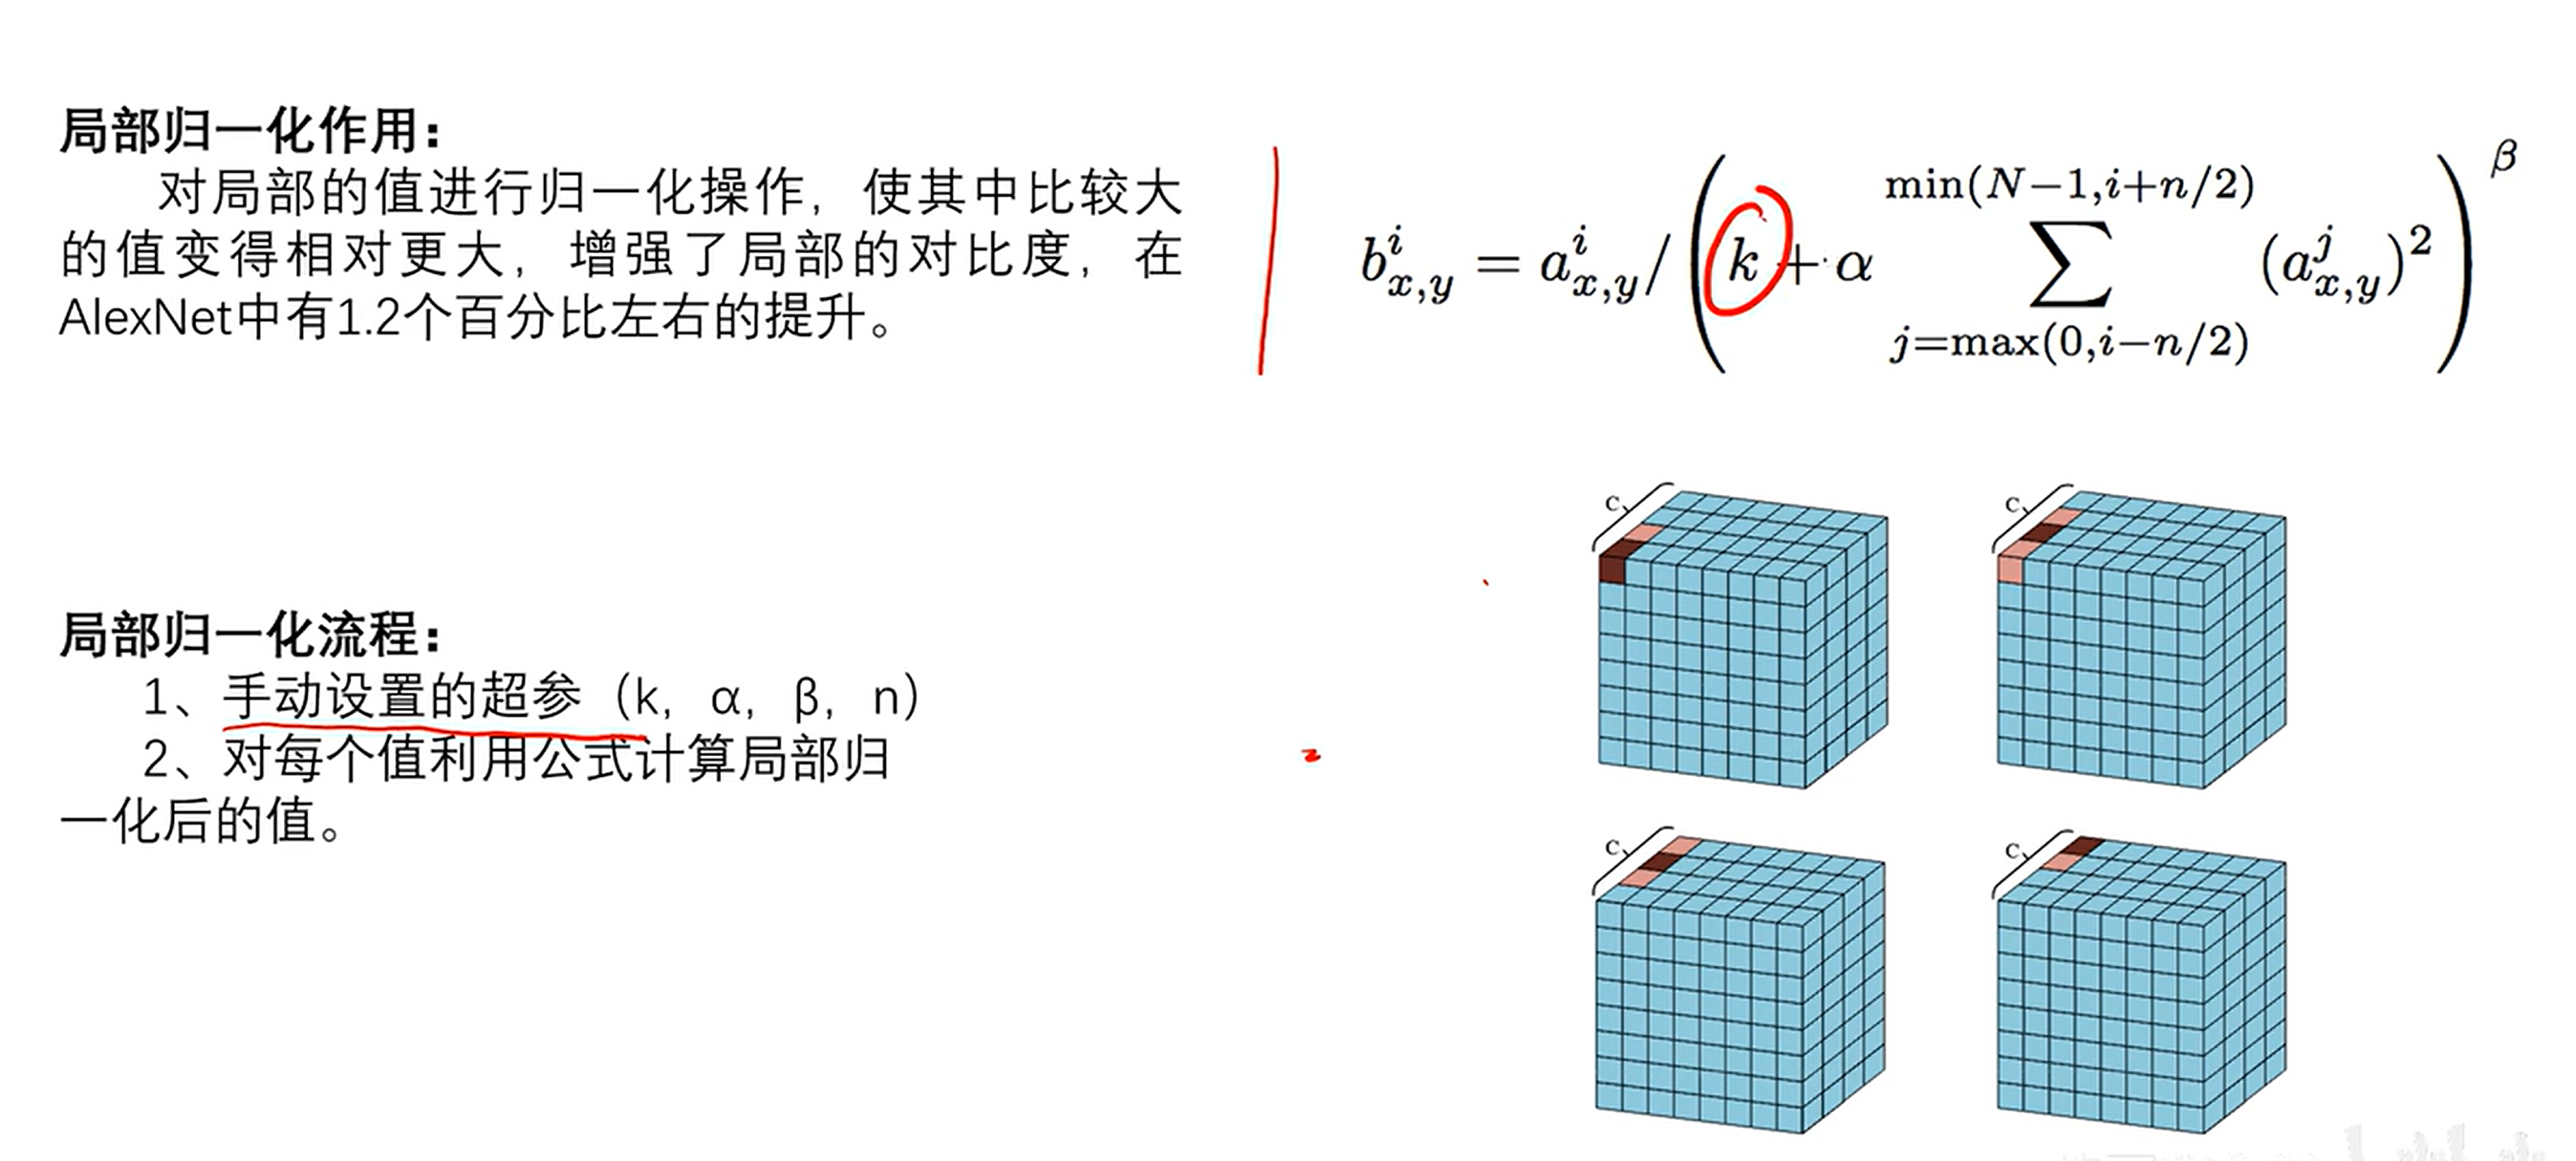 局部归一化作用：
对局部的值进行归一化操作，使其中比较大
的值变得相对更大，增强了局部的对比度，在
AlexNet中有1.2个百分比左右的提升。
b^i_{x,y} = a^i_{x,y} / ( k + α ∑_{j=max(0,i−n/2)}^{min(N−1,i+n/2)} (a^j_{x,y})^2 )^β
局部归一化流程：
1、手动设置的超参（k，α，β，n）
2、对每个值利用公式计算局部归
一化后的值。
C
C
C
C